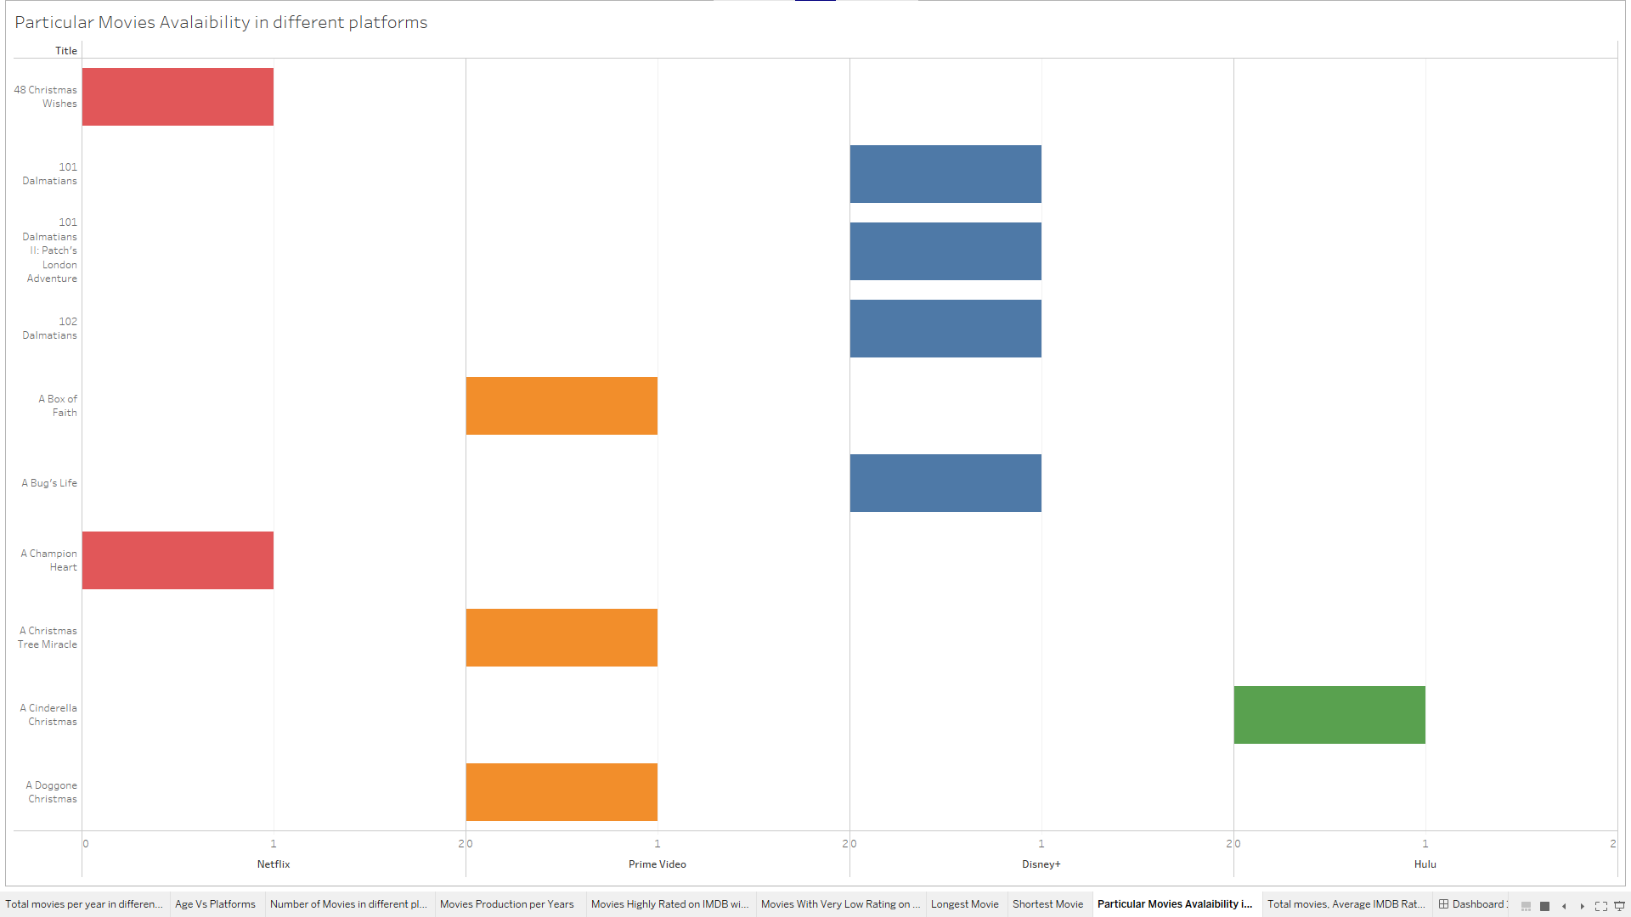 Particular Movies Avalaibility in different platforms
Title
48 Christmas
Wishes
101
Dalmatians
101
Dalmatians
II: Patch's
London
Adventure
102
Dalmatians
A Box of
Faith
A Bug's Life
A Champion
Heart
A Christmas
Tree Miracle
A Cinderella
Christmas
A Doggone
Christmas
0 1 2 0 1 2 0 1 2 0 1 2
Netflix Prime Video Disney+ Hulu
Total movies per year in differen... Age Vs Platforms Number of Movies in different pl... Movies Production per Years Movies Highly Rated on IMDB wi... Movies With Very Low Rating on ... Longest Movie Shortest Movie Particular Movies Avalaibility i... Total movies. Average IMDB Rat... Dashboard